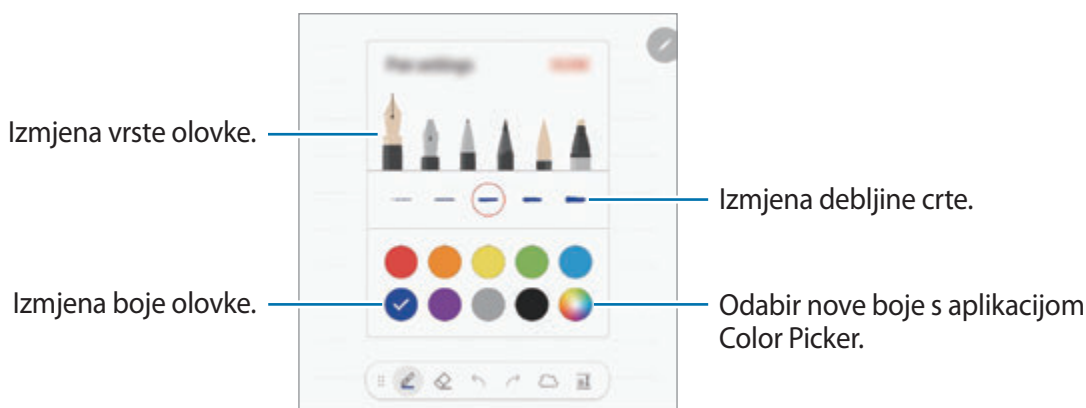 Izmjena vrste olovke.
Izmjena debljine crte.
Izmjena boje olovke.
Odabir nove boje s aplikacijom
Color Picker.